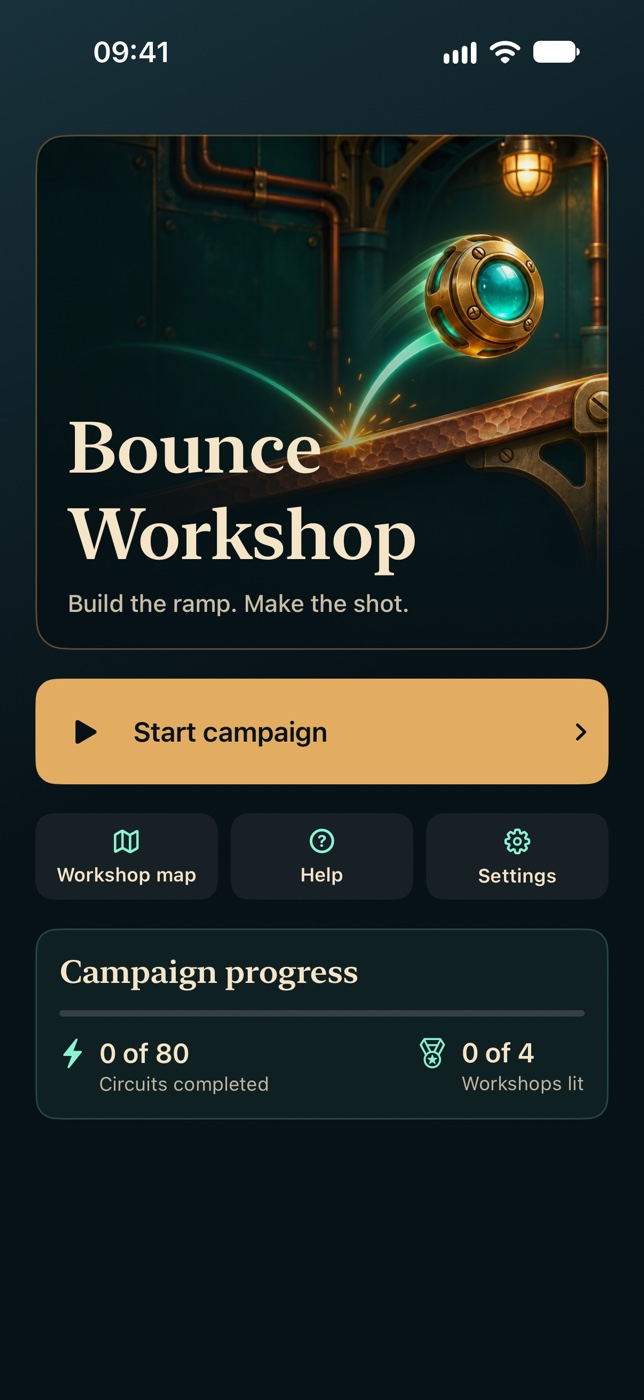 09:41
Bounce
Workshop
Build the ramp. Make the shot.
Start campaign
Workshop map
Help
Settings
Campaign progress
0 of 80
Circuits completed
0 of 4
Workshops lit